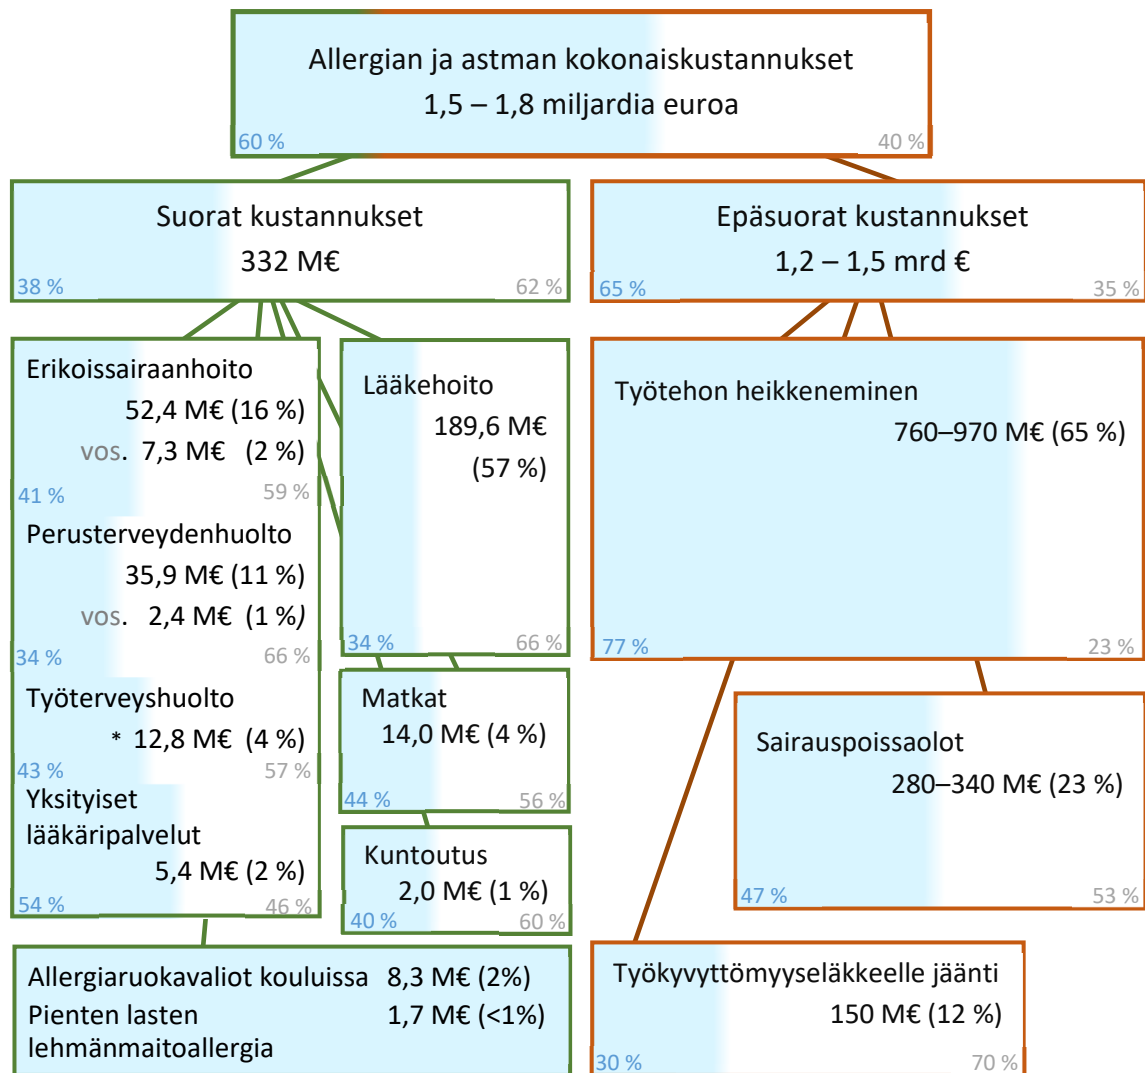 Allergian ja astman kokonaiskustannukset
1,5 – 1,8 miljardia euroa
60 %
40 %
Suorat kustannukset
332 M€
38 %
62 %
Epäsuorat kustannukset
1,2 – 1,5 mrd €
65 %
35 %
Erikoissairaanhoito
52,4 M€ (16 %)
vos. 7,3 M€ (2 %)
41 %
59 %
Perusterveydenhuolto
35,9 M€ (11 %)
vos. 2,4 M€ (1 %)
34 %
66 %
Työterveyshuolto
* 12,8 M€ (4 %)
43 %
57 %
Yksityiset
lääkäripalvelut
5,4 M€ (2 %)
54 %
46 %
Lääkehoito
189,6 M€
(57 %)
34 %
66 %
Matkat
14,0 M€ (4 %)
44 %
56 %
Kuntoutus
2,0 M€ (1 %)
40 %
60 %
Allergiaruokavaliot kouluissa 8,3 M€ (2%)
Pienten lasten 1,7 M€ (<1%)
lehmänmaitoallergia
Työtehon heikkeneminen
760–970 M€ (65 %)
77 %
23 %
Sairauspoissaolot
280–340 M€ (23 %)
47 %
53 %
Työkyvyttömyyseläkkeelle jäänti
150 M€ (12 %)
30 %
70 %